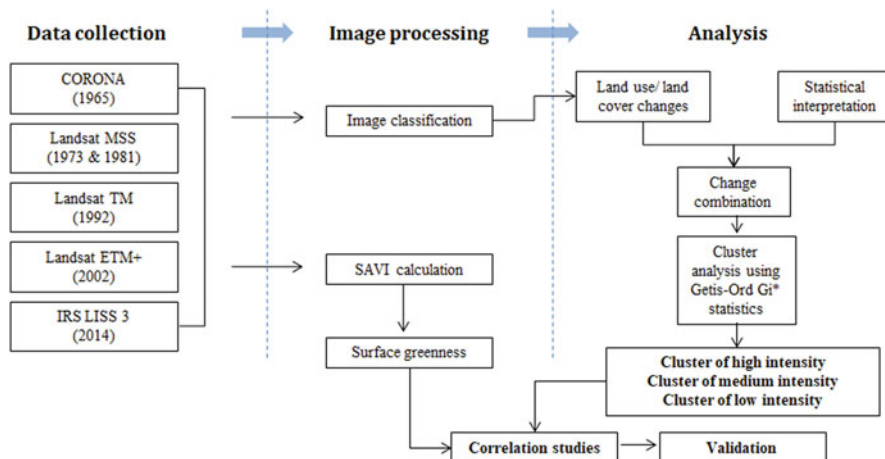 Data collection
Image processing
Analysis
CORONA
(1965)
Landsat MSS
(1973 & 1981)
Landsat TM
(1992)
Landsat ETM+
(2002)
IRS LISS 3
(2014)
Image classification
SAVI calculation
Surface greenness
Land use/ land
cover changes
Statistical
interpretation
Change
combination
Cluster
analysis using
Getis-Ord Gi*
statistics
Cluster of high intensity
Cluster of medium intensity
Cluster of low intensity
Correlation studies
Validation